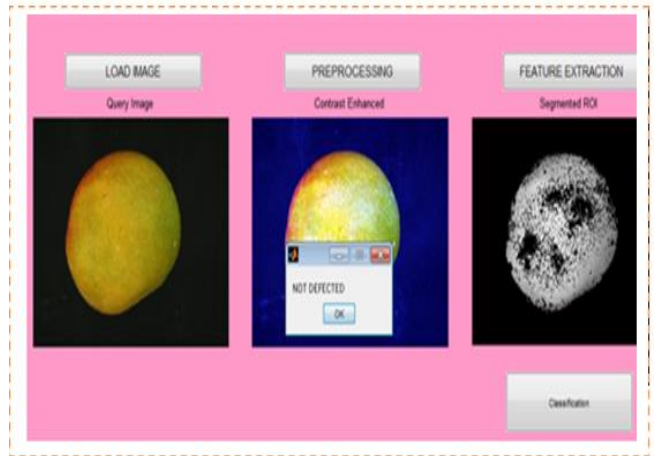 LOAD IMAGE
PREPROCESSING
FEATURE EXTRACTION
Query Image
Contrast Enhanced
Segmented ROI
NOT DEFECTED
OK
Classification